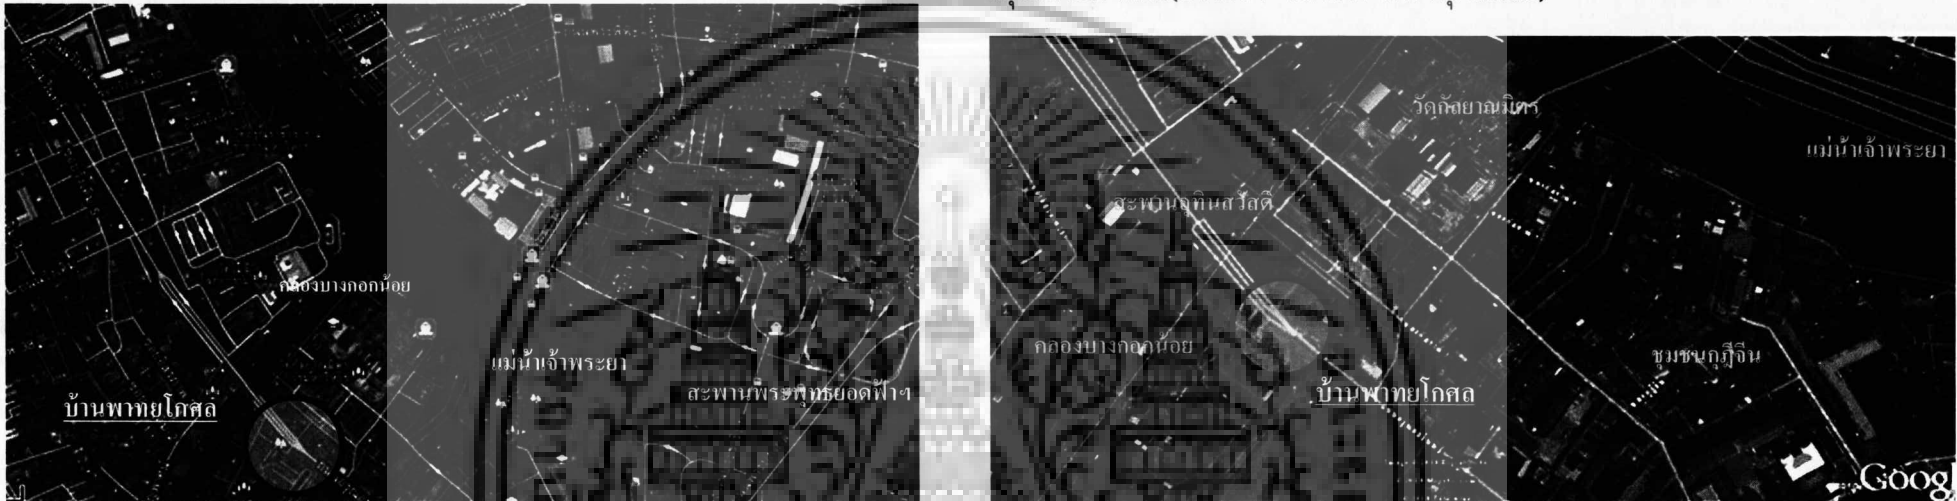 คลองบางกอกน้อย
แม่น้ำเจ้าพระยา
สะพานพระพุทธยอดฟ้าฯ
บ้านพาทยโกศล
วัดกัลยาณมิตร
แม่น้ำเจ้าพระยา
สะพานอุทินสวัสดิ์
คลองบางกอกน้อย
ชุมชนกุฎีจีน
บ้านพาทยโกศล
Goog